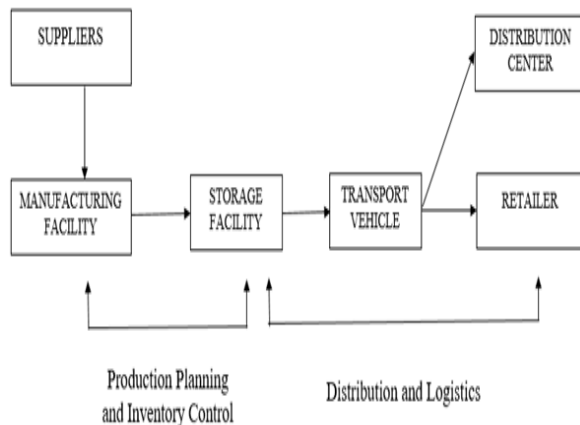 SUPPLIERS
DISTRIBUTION
CENTER
MANUFACTURING
FACILITY
STORAGE
FACILITY
TRANSPORT
VEHICLE
RETAILER
Production Planning
and Inventory Control
Distribution and Logistics